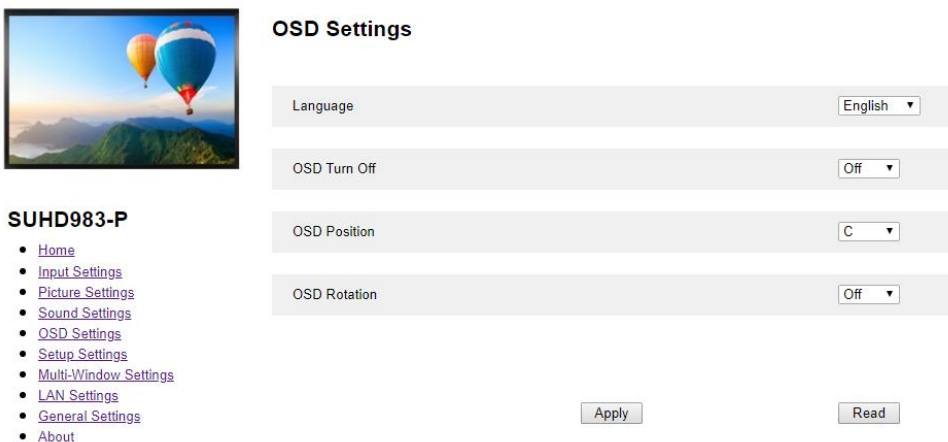 OSD Settings
Language
English
OSD Turn Off
Off
OSD Position
C
OSD Rotation
Off
Apply
Read
SUHD983-P
Home
Input Settings
Picture Settings
Sound Settings
OSD Settings
Setup Settings
Multi-Window Settings
LAN Settings
General Settings
About